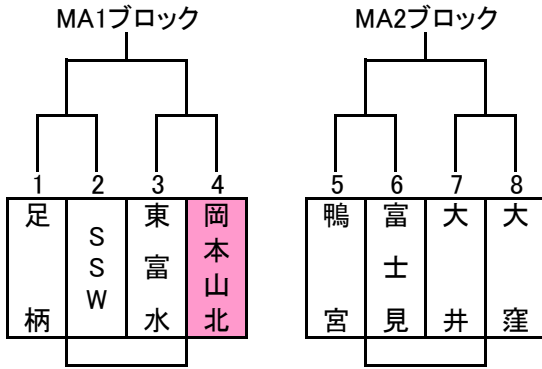 MA1ブロック
MA2ブロック
1 2 3 4
5 6 7 8
足柄
SSW
東富水
岡本山北
鴨宮
富士見
大井
大窪